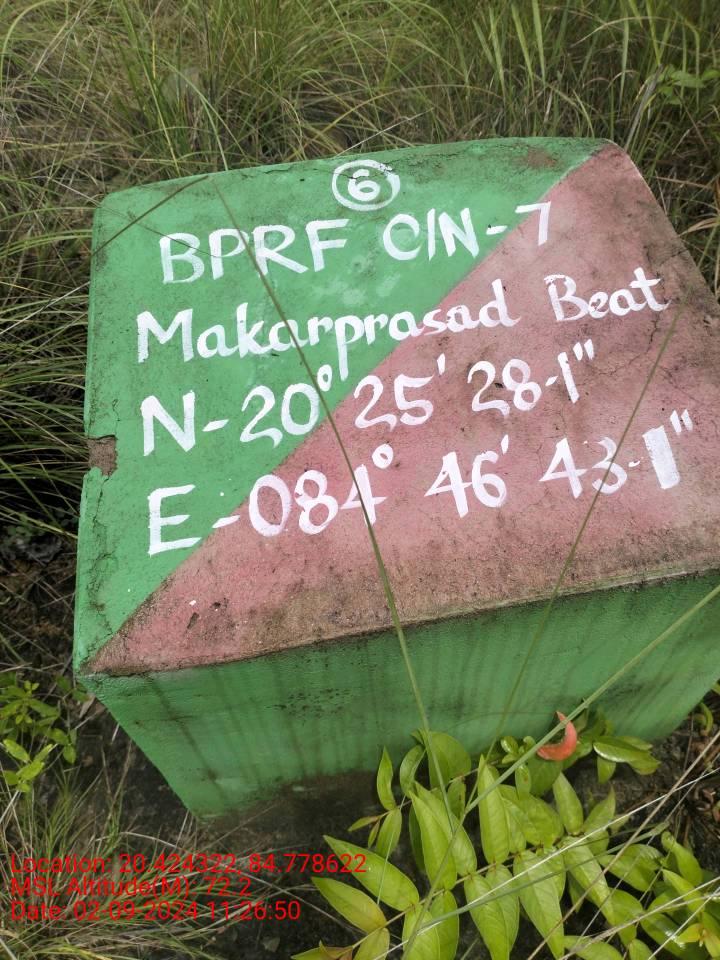 6
BPRF C/N-7
Makarprasad Beat
N-20° 25' 28.1"
E-084° 46' 43.1"
Location: 20.424322, 84.778622
MSL Altitude(M): 72.2
Date: 02-09-2024 11:26:50